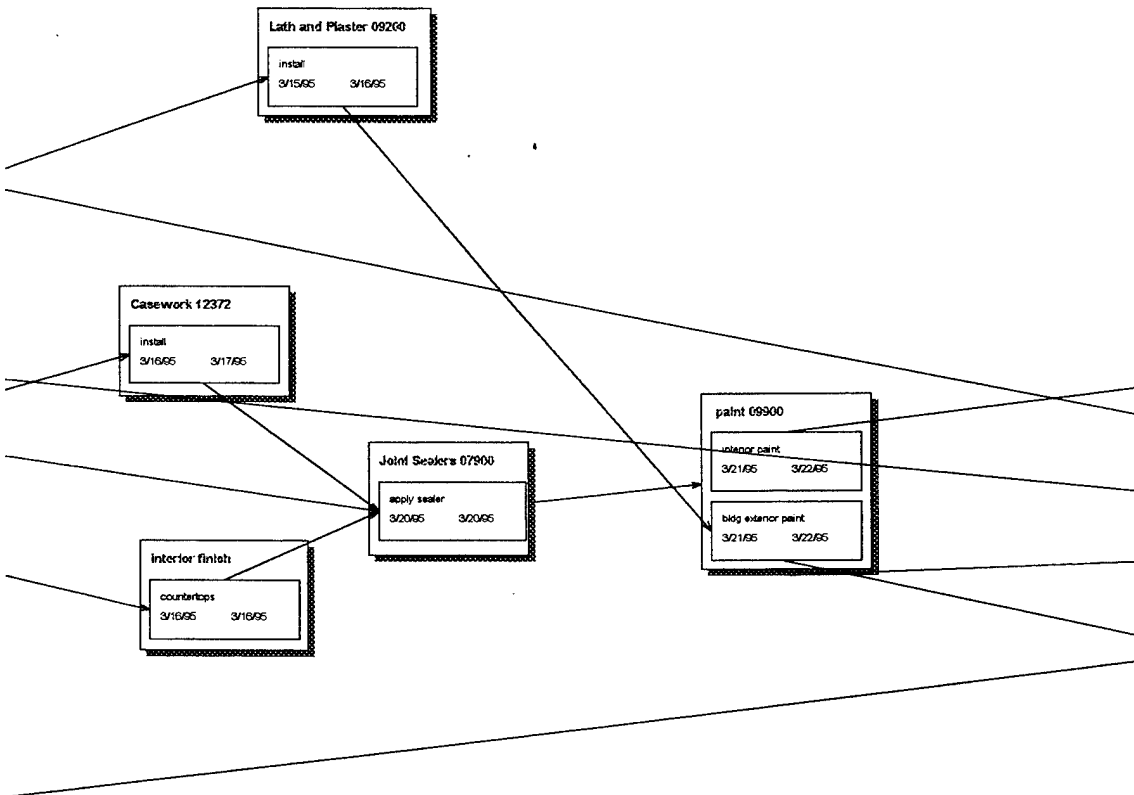 Lath and Plaster 09200
install
3/15/95 3/16/95
Casework 12372
install
3/16/95 3/17/95
paint 09900
interior paint
3/21/95 3/22/95
bldg exterior paint
3/21/95 3/22/95
Joint Sealers 07900
apply sealer
3/20/95 3/20/95
interior finish
countertops
3/16/95 3/16/95